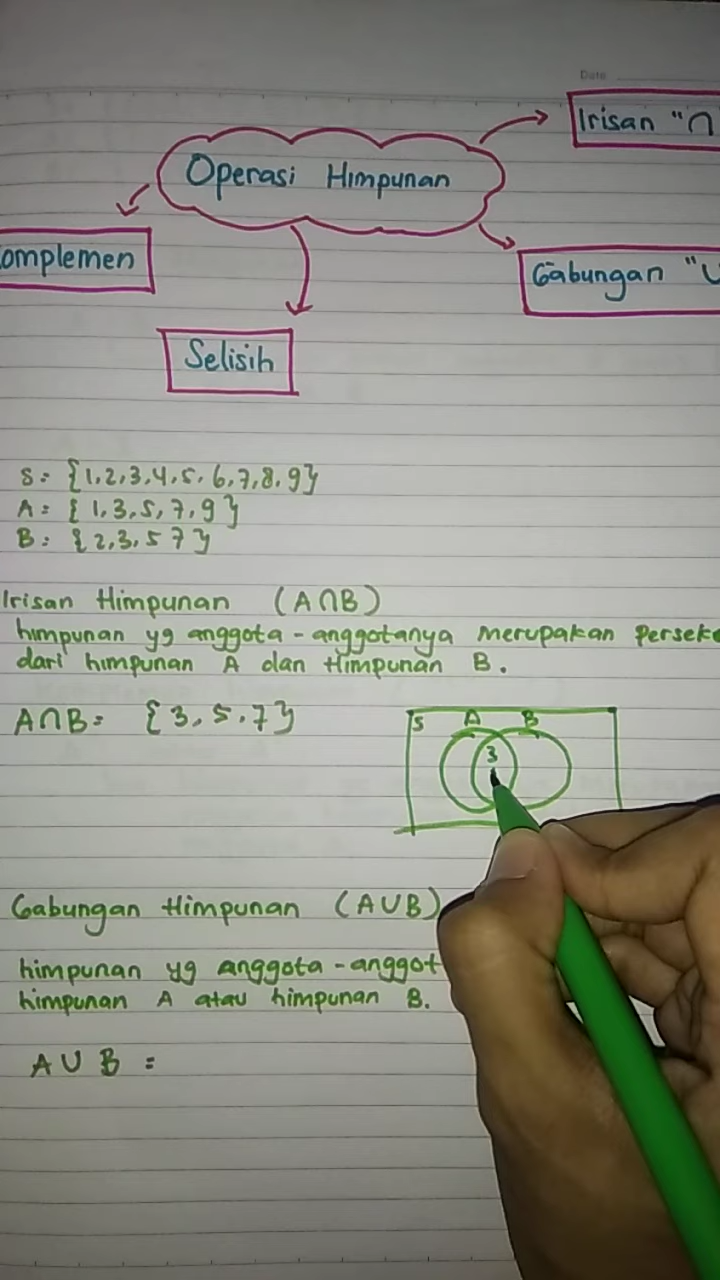 Date
Irisan "∩
Operasi Himpunan
omplemen
Gabungan "U
Selisih
S = {1,2,3,4,5,6,7,8,9}
A = {1,3,5,7,9}
B = {2,3,5 7}
Irisan Himpunan (A∩B)
himpunan yg anggota-anggotanya merupakan perseku
dari himpunan A dan Himpunan B.
A∩B = {3,5,7}
S A B
3
Gabungan Himpunan (AUB)
himpunan yg anggota-anggot
himpunan A atau himpunan B.
A U B =